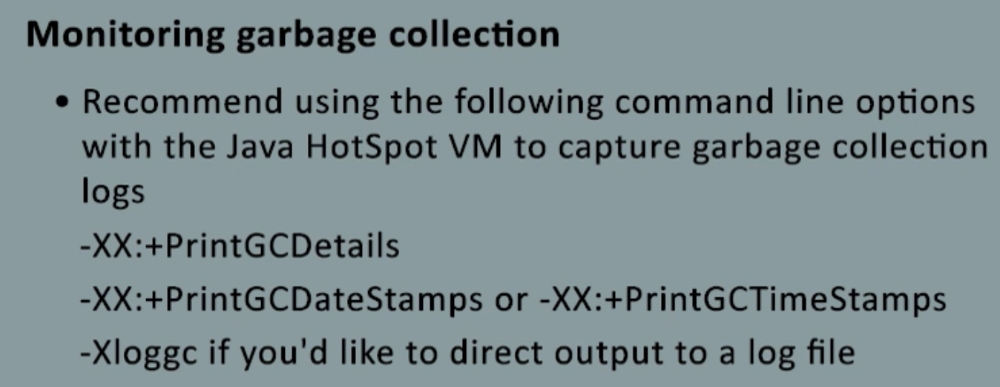 Monitoring garbage collection
• Recommend using the following command line options
with the Java HotSpot VM to capture garbage collection
logs
-XX:+PrintGCDetails
-XX:+PrintGCDateStamps or -XX:+PrintGCTimeStamps
-Xloggc if you'd like to direct output to a log file